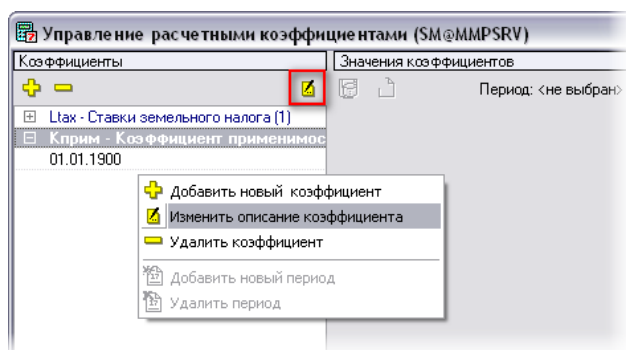 Управление расчетными коэффициентами (SM@MMPSRV)
Коэффициенты
Значения коэффициентов
Период: <не выбран>
Ltax - Ставки земельного налога (1)
Кприм - Коэффициент применимос
01.01.1900
Добавить новый коэффициент
Изменить описание коэффициента
Удалить коэффициент
Добавить новый период
Удалить период